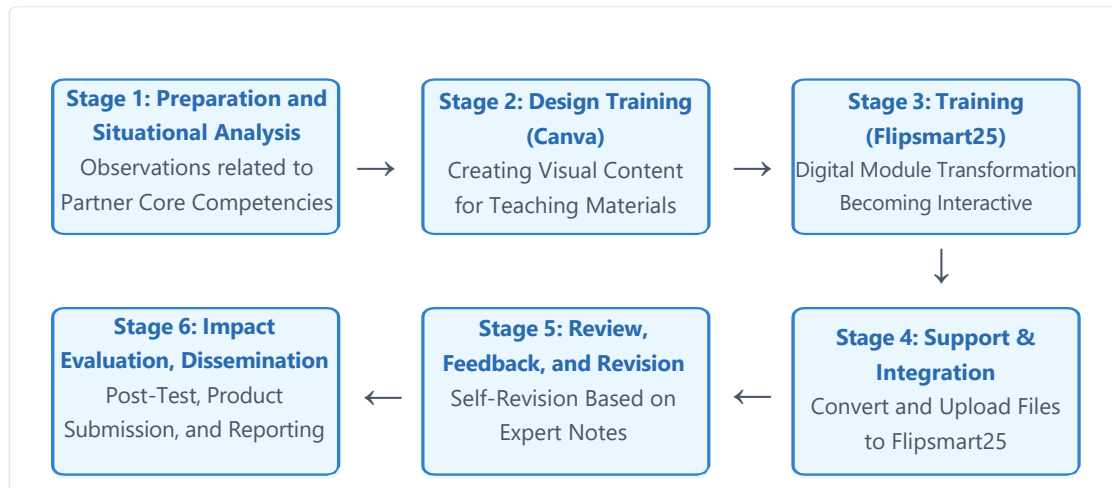 Stage 1: Preparation and
Situational Analysis
Observations related to
Partner Core Competencies
Stage 2: Design Training
(Canva)
Creating Visual Content
for Teaching Materials
Stage 3: Training
(Flipsmart25)
Digital Module Transformation
Becoming Interactive
Stage 4: Support &
Integration
Convert and Upload Files
to Flipsmart25
Stage 5: Review,
Feedback, and Revision
Self-Revision Based on
Expert Notes
Stage 6: Impact
Evaluation, Dissemination
Post-Test, Product
Submission, and Reporting